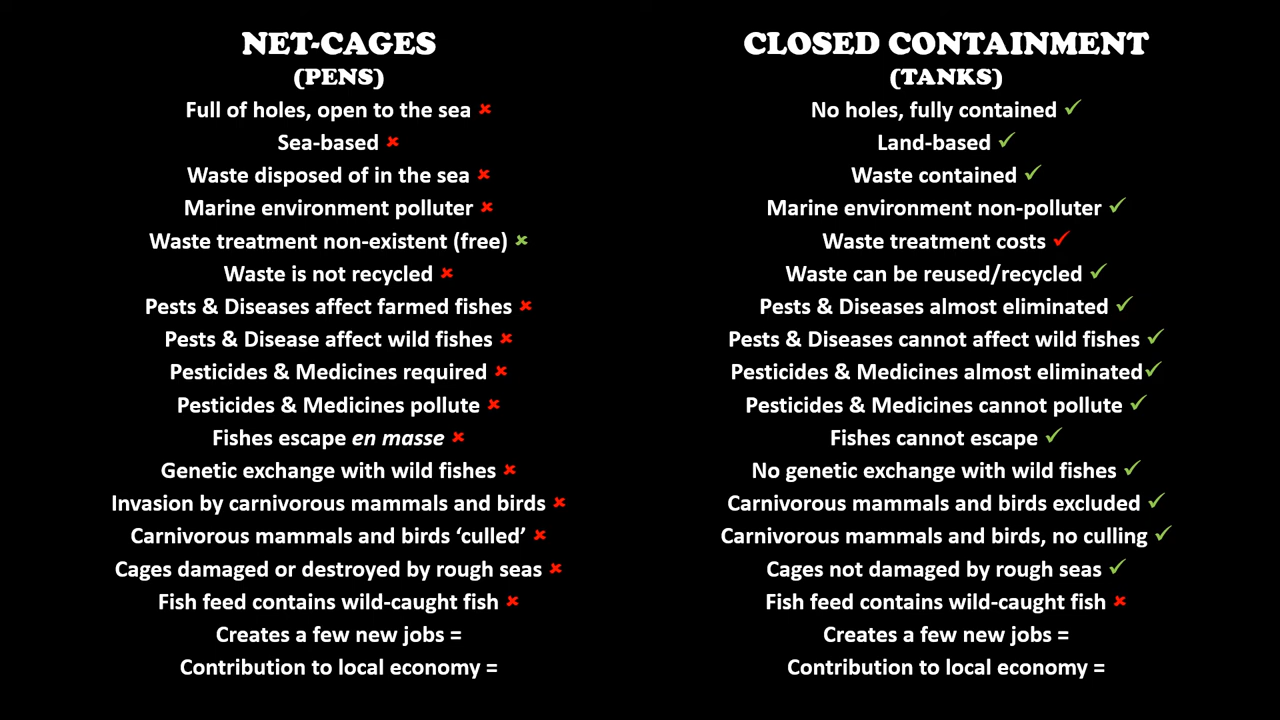 NET-CAGES
(PENS)
Full of holes, open to the sea ✘
Sea-based ✘
Waste disposed of in the sea ✘
Marine environment polluter ✘
Waste treatment non-existent (free) ✘
Waste is not recycled ✘
Pests & Diseases affect farmed fishes ✘
Pests & Disease affect wild fishes ✘
Pesticides & Medicines required ✘
Pesticides & Medicines pollute ✘
Fishes escape en masse ✘
Genetic exchange with wild fishes ✘
Invasion by carnivorous mammals and birds ✘
Carnivorous mammals and birds ‘culled’ ✘
Cages damaged or destroyed by rough seas ✘
Fish feed contains wild-caught fish ✘
Creates a few new jobs =
Contribution to local economy =
CLOSED CONTAINMENT
(TANKS)
No holes, fully contained ✓
Land-based ✓
Waste contained ✓
Marine environment non-polluter ✓
Waste treatment costs ✓
Waste can be reused/recycled ✓
Pests & Diseases almost eliminated ✓
Pests & Diseases cannot affect wild fishes ✓
Pesticides & Medicines almost eliminated✓
Pesticides & Medicines cannot pollute ✓
Fishes cannot escape ✓
No genetic exchange with wild fishes ✓
Carnivorous mammals and birds excluded ✓
Carnivorous mammals and birds, no culling ✓
Cages not damaged by rough seas ✓
Fish feed contains wild-caught fish ✘
Creates a few new jobs =
Contribution to local economy =